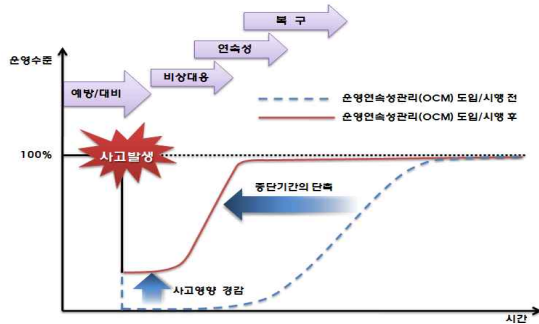 복 구
연속성
비상대응
예방/대비
운영수준
운영연속성관리(OCM) 도입/시행 전
운영연속성관리(OCM) 도입/시행 후
100%
사고발생
중단기간의 단축
사고영향 경감
시간